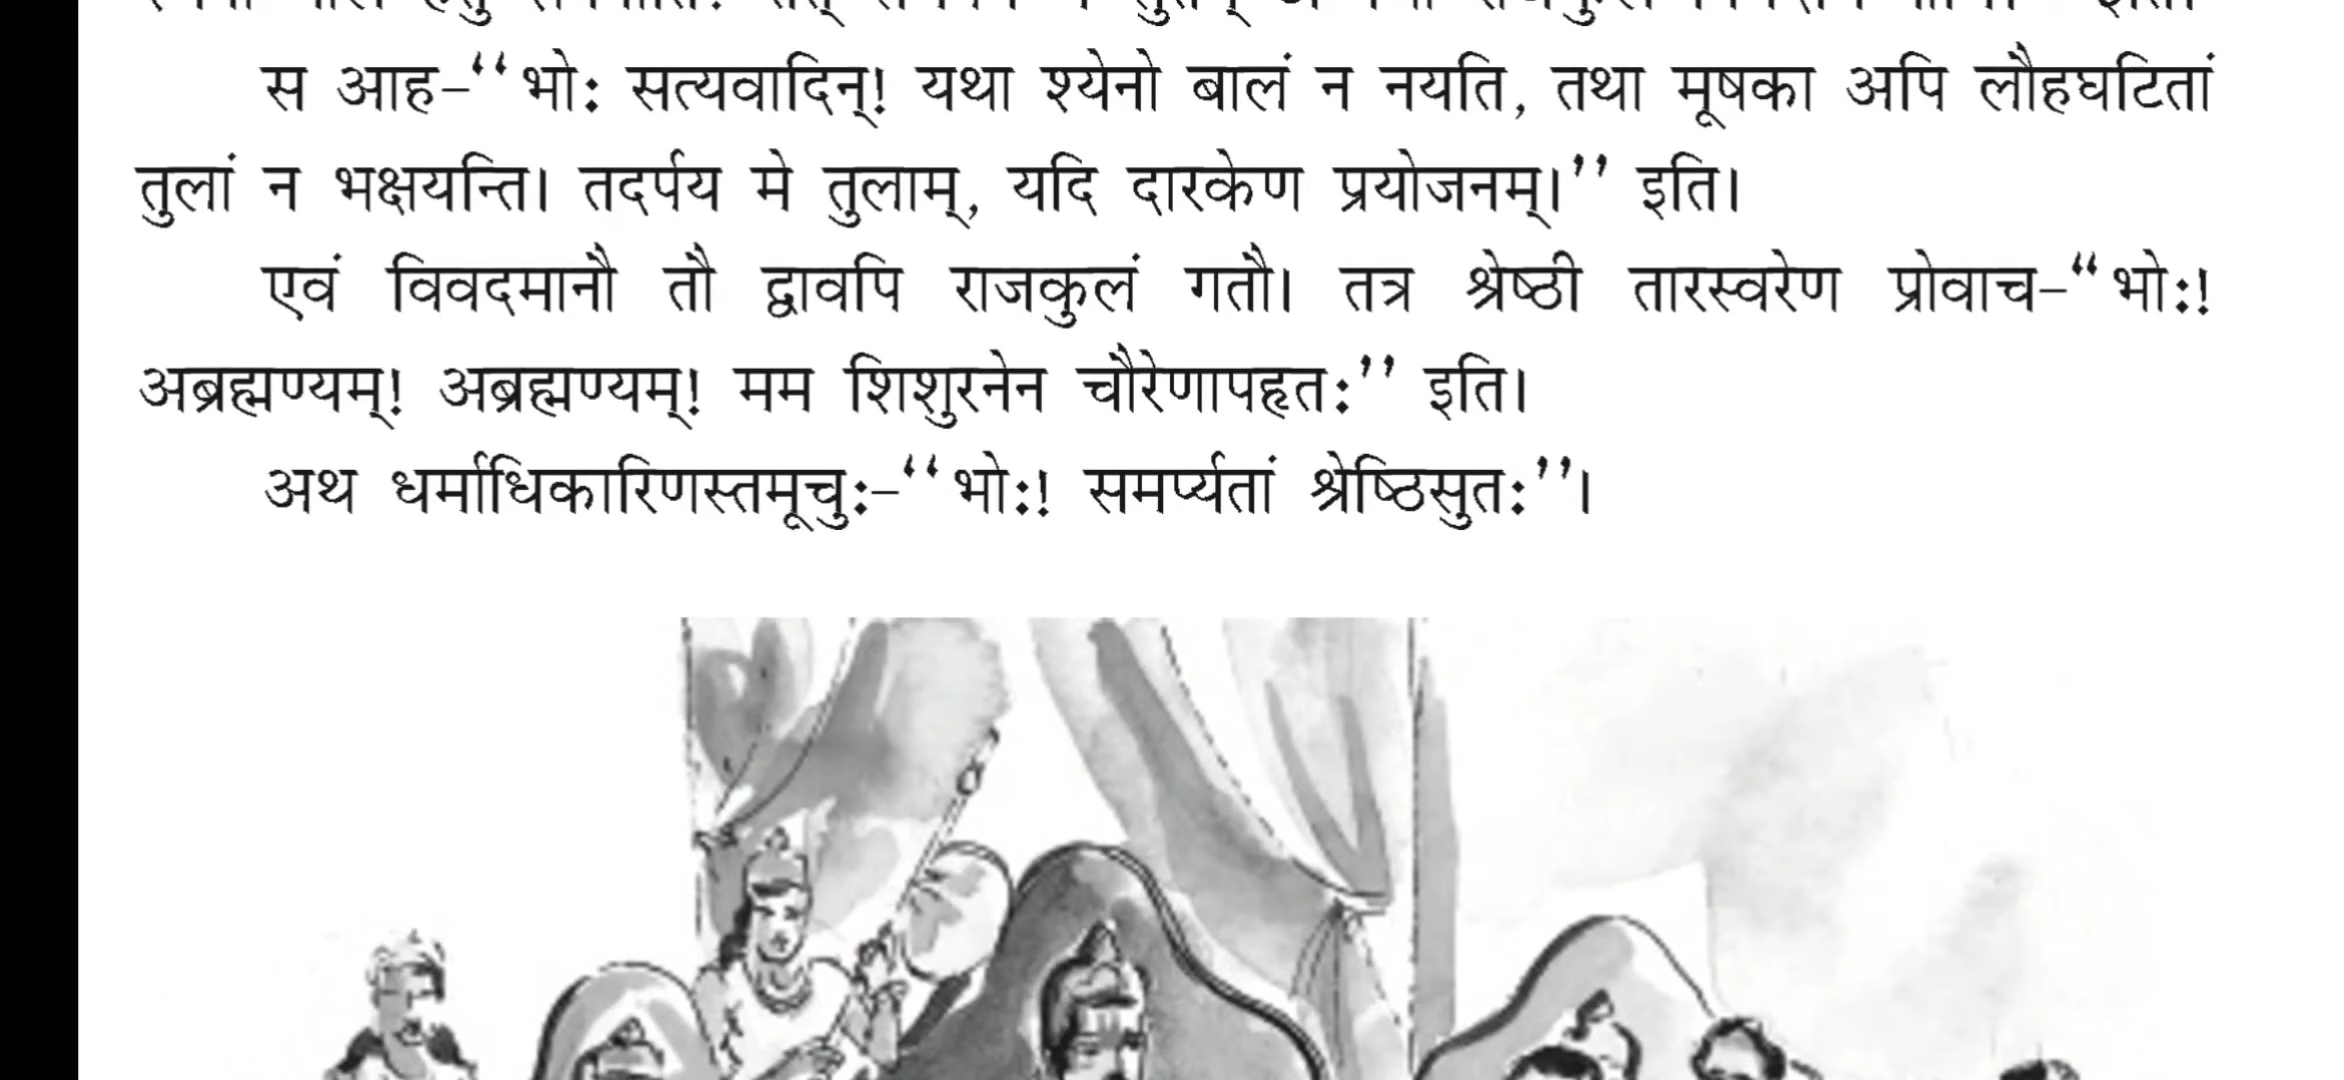 स आह–‘‘भोः सत्यवादिन्! यथा श्येनो बालं न नयति, तथा मूषका अपि लौहघटितां
तुलां न भक्षयन्ति। तदर्पय मे तुलाम्, यदि दारकेण प्रयोजनम्।’’ इति।
एवं विवदमानौ तौ द्वावपि राजकुलं गतौ। तत्र श्रेष्ठी तारस्वरेण प्रोवाच–“भोः!
अब्रह्मण्यम्! अब्रह्मण्यम्! मम शिशुरनेन चौरेणापहृतः’’ इति।
अथ धर्माधिकारिणस्तमूचुः–‘‘भोः! समर्प्यतां श्रेष्ठिसुतः’’।